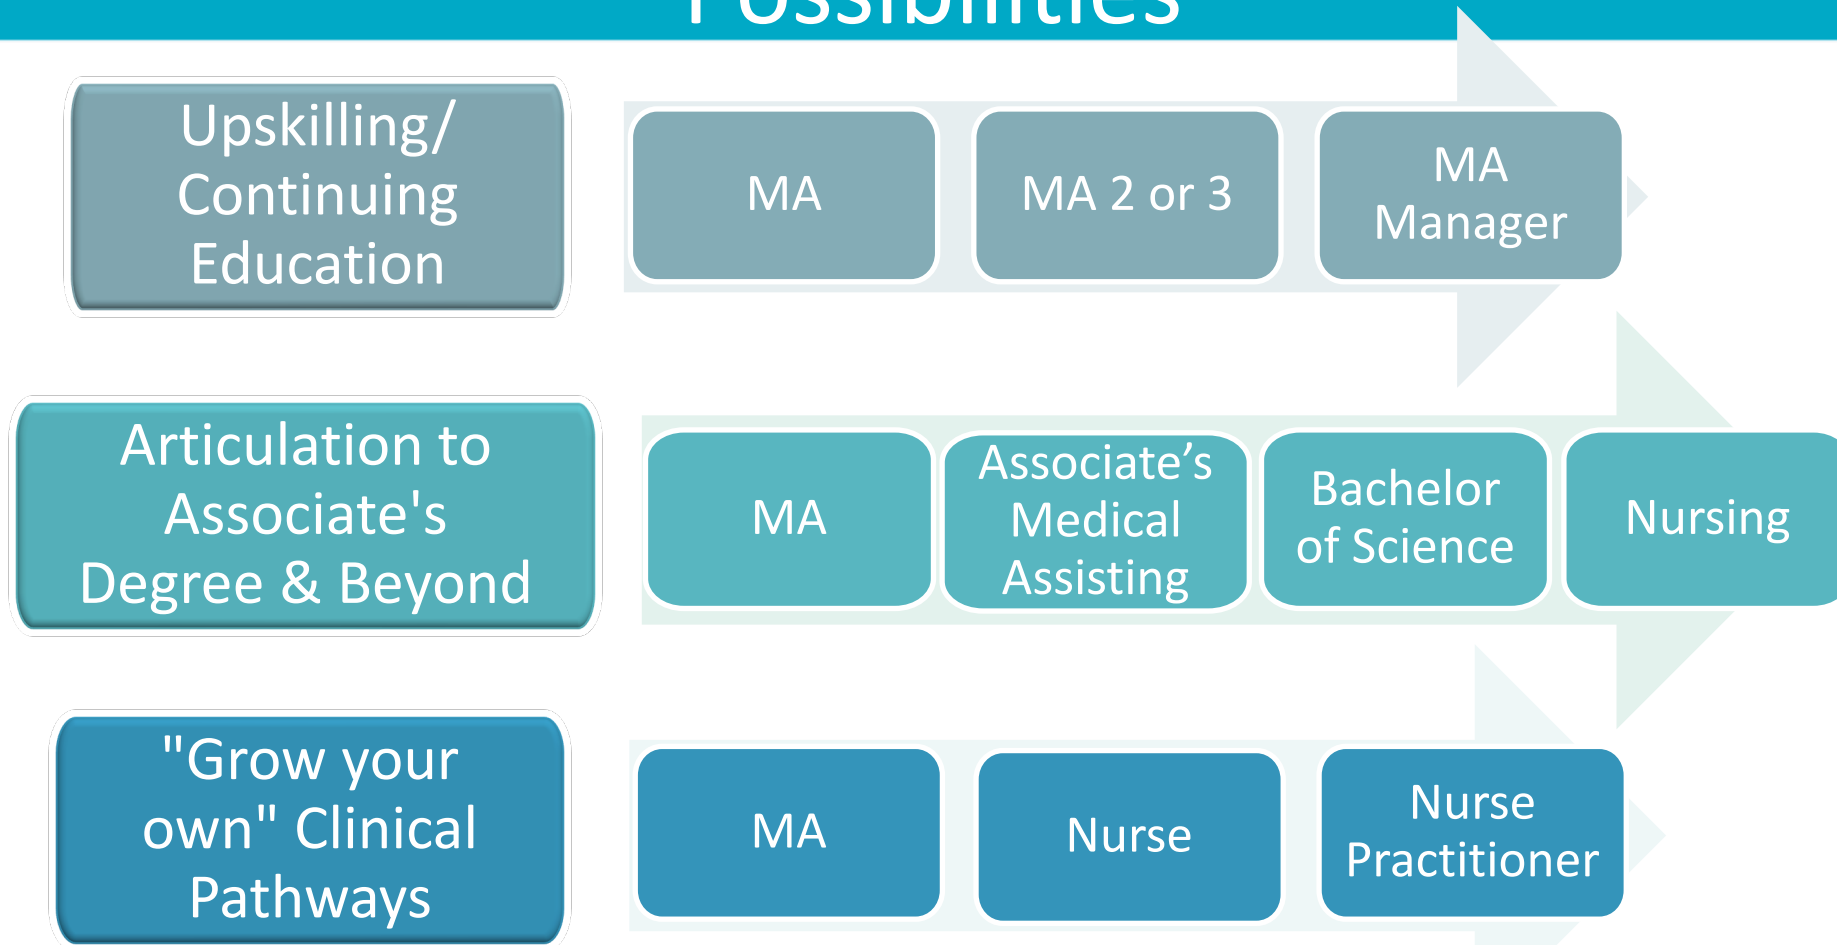 Possibilities
Upskilling/
Continuing
Education
MA
MA 2 or 3
MA
Manager
Articulation to
Associate's
Degree & Beyond
MA
Associate’s
Medical
Assisting
Bachelor
of Science
Nursing
"Grow your
own" Clinical
Pathways
MA
Nurse
Nurse
Practitioner